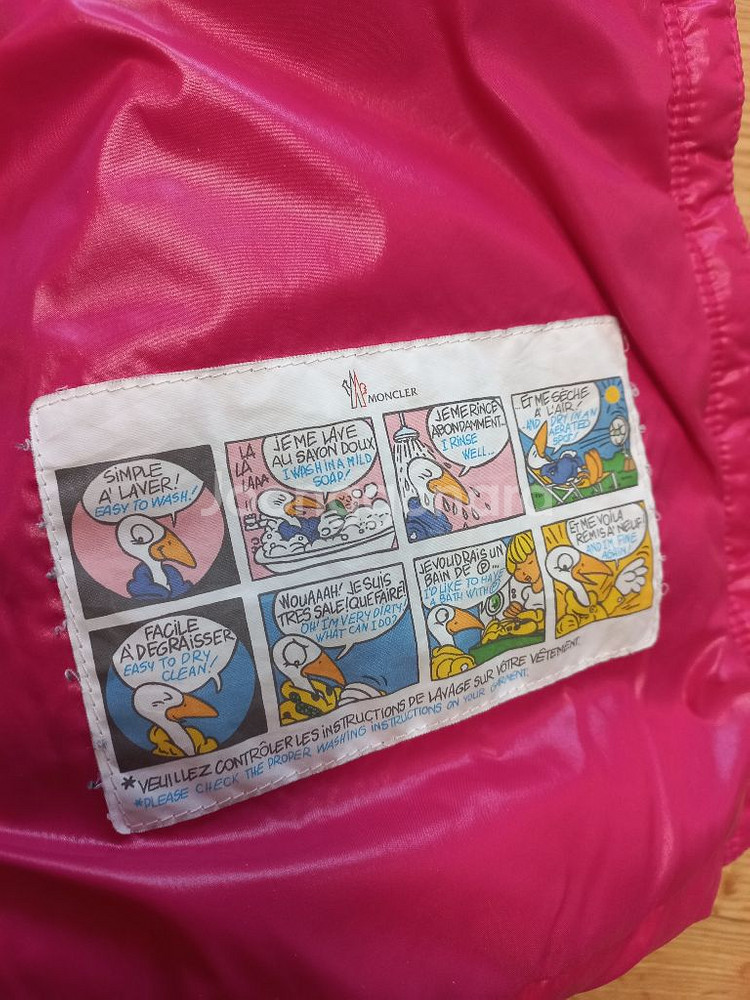 MONCLER
SIMPLE
A' LAVER!
EASY TO WASH!
LA
LA
LAAA
JE ME LAVE
AU SAVON DOUX
I WASH IN A MILD
SOAP!
JE ME RINCE
ABONDAMMENT...
I RINSE
WELL...
...ET ME SÈCHE
A' L'AIR!
-AND DRY IN AN
AERATED
SPOT!
FACILE
A' DEGRAISSER
EASY TO DRY
CLEAN!
WOUAAAH! JE SUIS
TRES SALE! QUE FAIRE?
OH! I'M VERY DIRTY!
WHAT CAN I DO?
JE VOUDRAIS UN
BAIN DE Ⓟ...
I'D LIKE TO HAVE
A BATH WITH Ⓟ
ET ME VOILA
REMIS A' NEUF!
AND I'M FINE
AGAIN!
*VEUILLEZ CONTRÔLER LES INSTRUCTIONS DE LAVAGE SUR VÔTRE VÊTEMENT.
*PLEASE CHECK THE PROPER WASHING INSTRUCTIONS ON YOUR GARMENT.